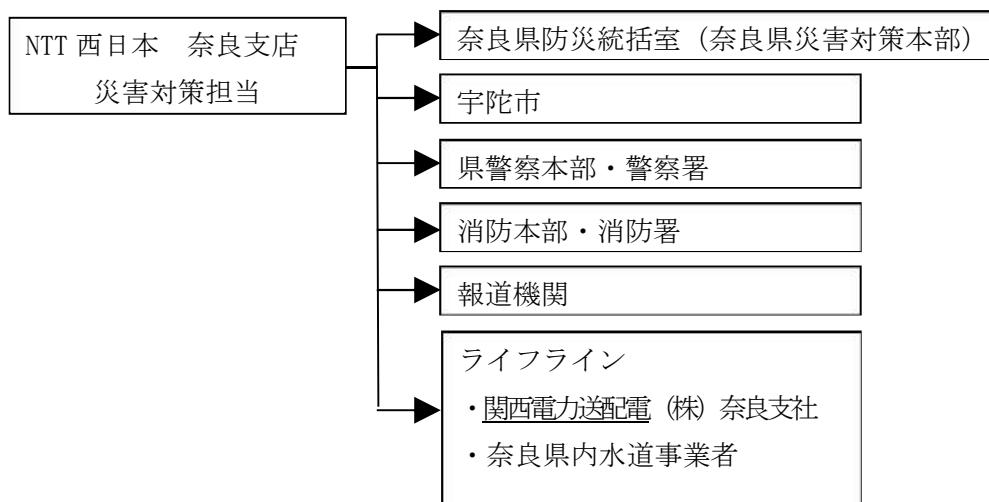 NTT 西日本　奈良支店
災害対策担当
奈良県防災統括室（奈良県災害対策本部）
宇陀市
県警察本部・警察署
消防本部・消防署
報道機関
ライフライン
・関西電力送配電（株）奈良支社
・奈良県内水道事業者